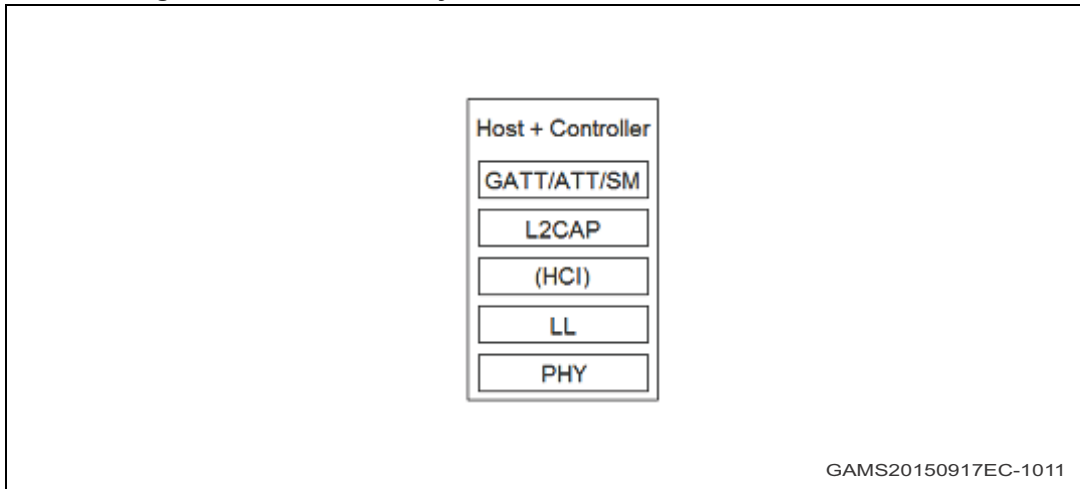 Host + Controller
GATT/ATT/SM
L2CAP
(HCI)
LL
PHY
GAMS20150917EC-1011